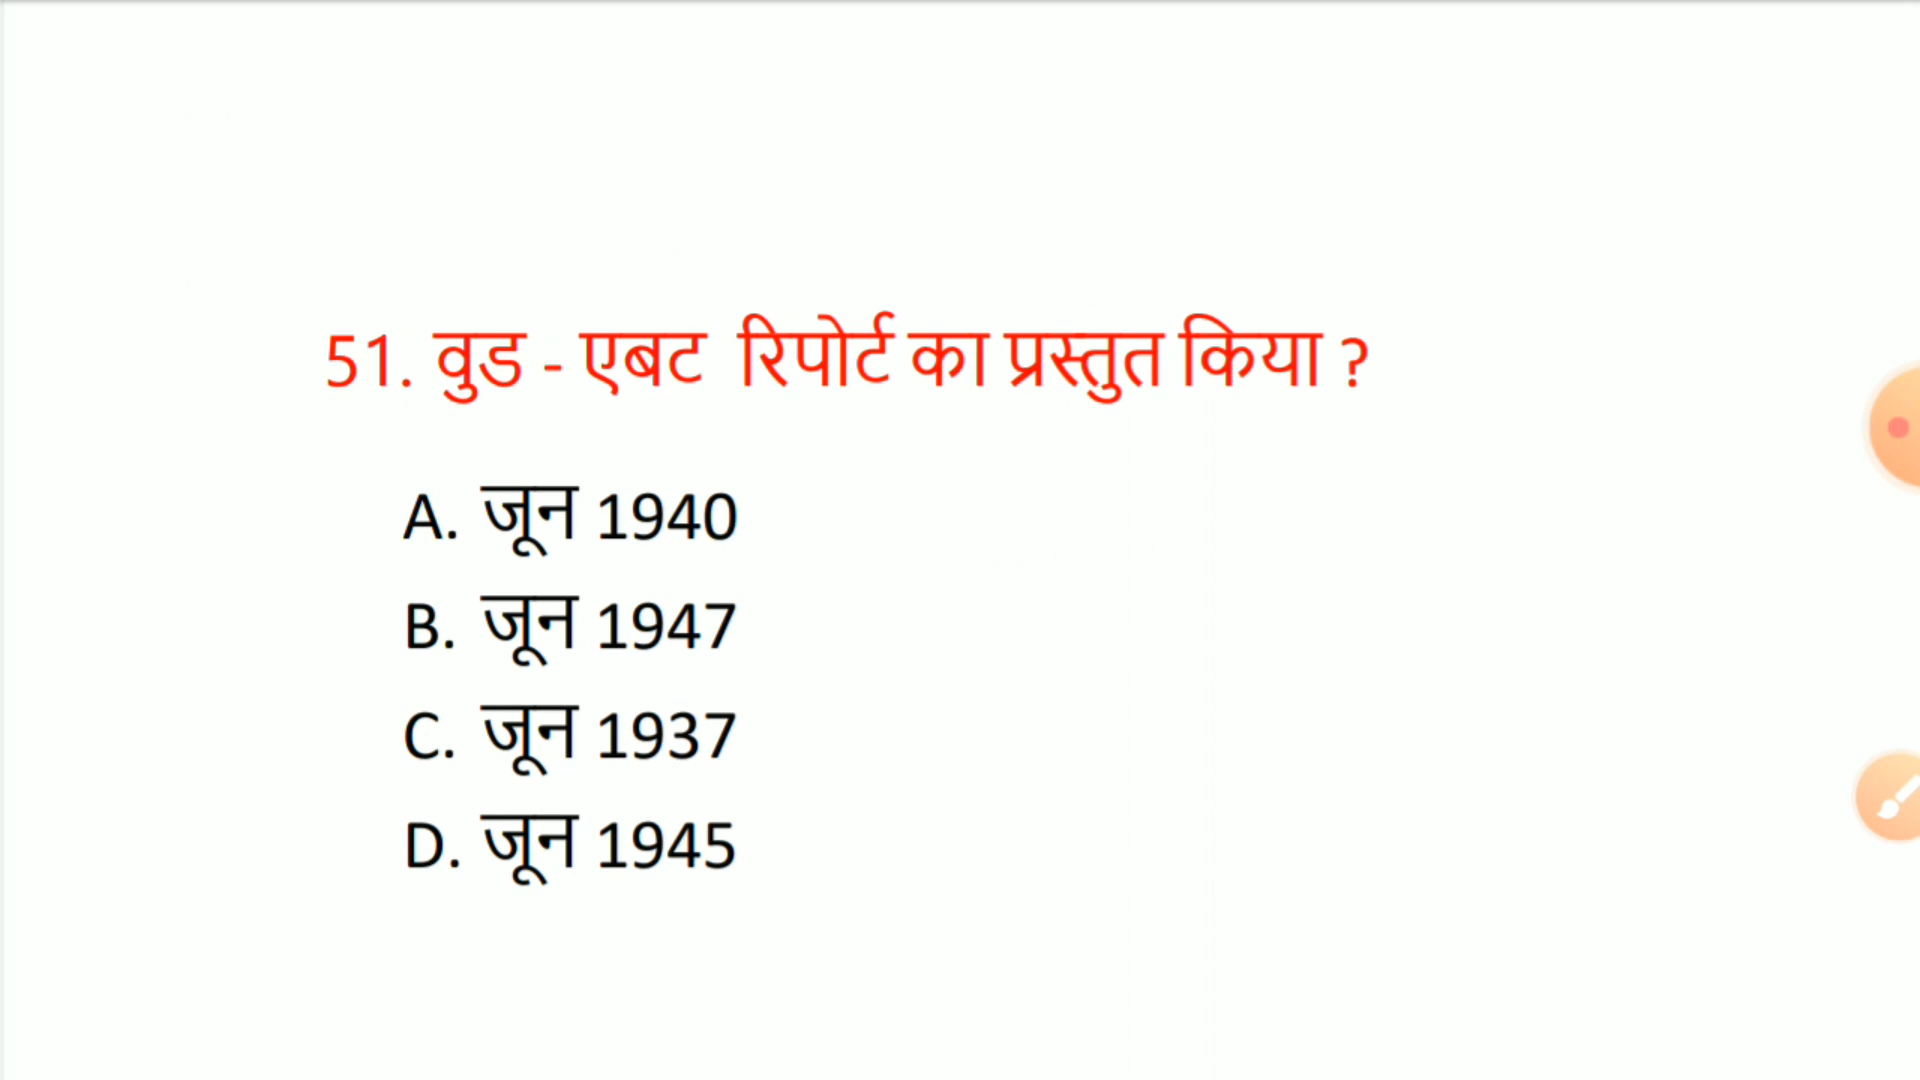 51. वुड - एबट रिपोर्ट का प्रस्तुत किया ?
A. जून 1940
B. जून 1947
C. जून 1937
D. जून 1945